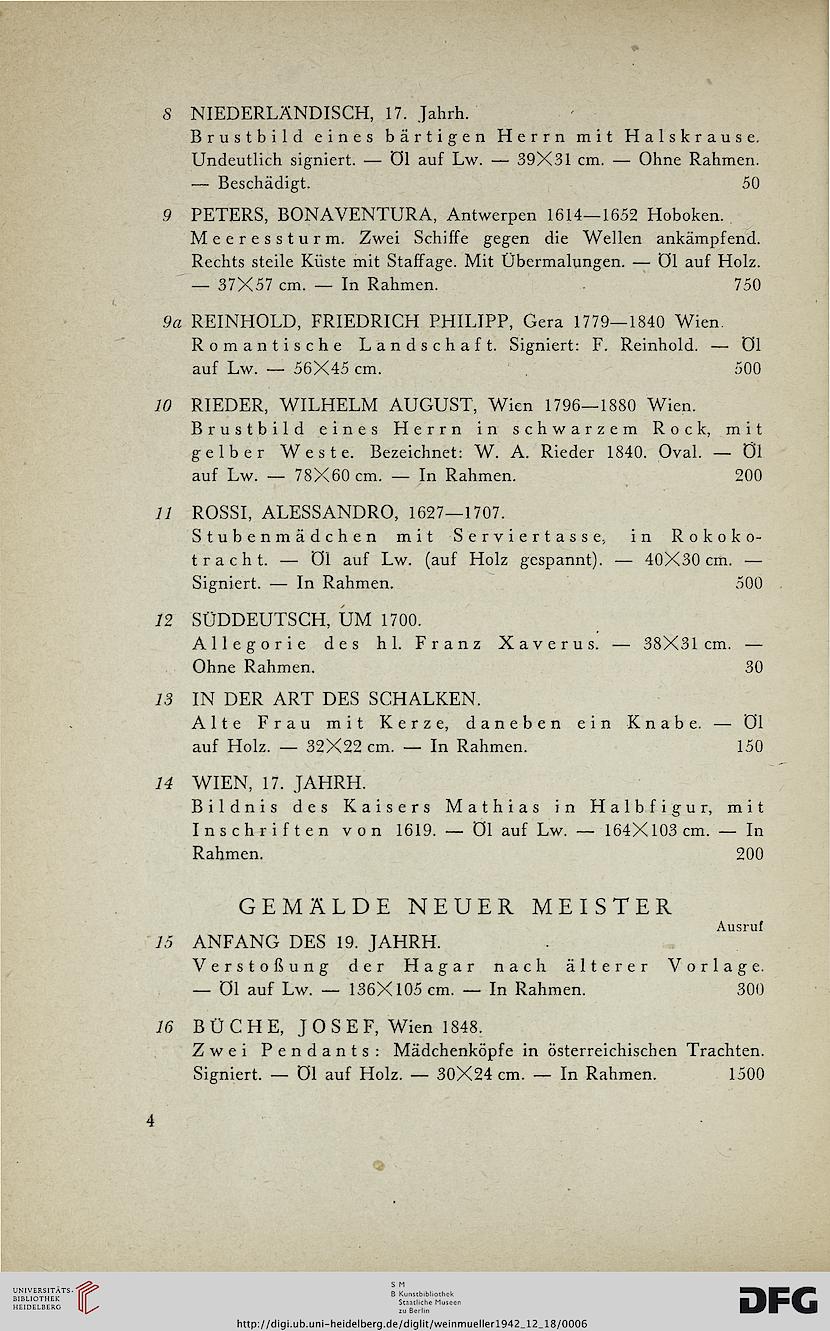 8 NIEDERLÄNDISCH, 17. Jahrh.
Brustbild eines bärtigen Herrn mit Halskrause.
Undeutlich signiert. — Öl auf Lw. — 39×31 cm. — Ohne Rahmen.
— Beschädigt. 50
9 PETERS, BONAVENTURA, Antwerpen 1614—1652 Hoboken.
Meeressturm. Zwei Schiffe gegen die Wellen ankämpfend.
Rechts steile Küste mit Staffage. Mit Übermalungen. — Öl auf Holz.
— 37×57 cm. — In Rahmen. 750
9a REINHOLD, FRIEDRICH PHILIPP, Gera 1779—1840 Wien.
Romantische Landschaft. Signiert: F. Reinhold. — Öl
auf Lw. — 56×45 cm. 500
10 RIEDER, WILHELM AUGUST, Wien 1796—1880 Wien.
Brustbild eines Herrn in schwarzem Rock, mit
gelber Weste. Bezeichnet: W. A. Rieder 1840. Oval. — Öl
auf Lw. — 78×60 cm. — In Rahmen. 200
11 ROSSI, ALESSANDRO, 1627—1707.
Stubenmädchen mit Serviertasse, in Rokoko-
tracht. — Öl auf Lw. (auf Holz gespannt). — 40×30 cm. —
Signiert. — In Rahmen. 500
12 SÜDDEUTSCH, UM 1700.
Allegorie des hl. Franz Xaverus. — 38×31 cm. —
Ohne Rahmen. 30
13 IN DER ART DES SCHALKEN.
Alte Frau mit Kerze, daneben ein Knabe. — Öl
auf Holz. — 32×22 cm. — In Rahmen. 150
14 WIEN, 17. JAHRH.
Bildnis des Kaisers Mathias in Halbfigur, mit
Inschriften von 1619. — Öl auf Lw. — 164×103 cm. — In
Rahmen. 200
GEMÄLDE NEUER MEISTER
Ausruf
15 ANFANG DES 19. JAHRH.
Verstoßung der Hagar nach älterer Vorlage.
— Öl auf Lw. — 136×105 cm. — In Rahmen. 300
16 BÜCHE, JOSEF, Wien 1848.
Zwei Pendants: Mädchenköpfe in österreichischen Trachten.
Signiert. — Öl auf Holz. — 30×24 cm. — In Rahmen. 1500
4
UNIVERSITÄTS-
BIBLIOTHEK
HEIDELBERG
S M
B Kunstbibliothek
Staatliche Museen
zu Berlin
DFG
http://digi.ub.uni-heidelberg.de/diglit/weinmueller1942_12_18/0006